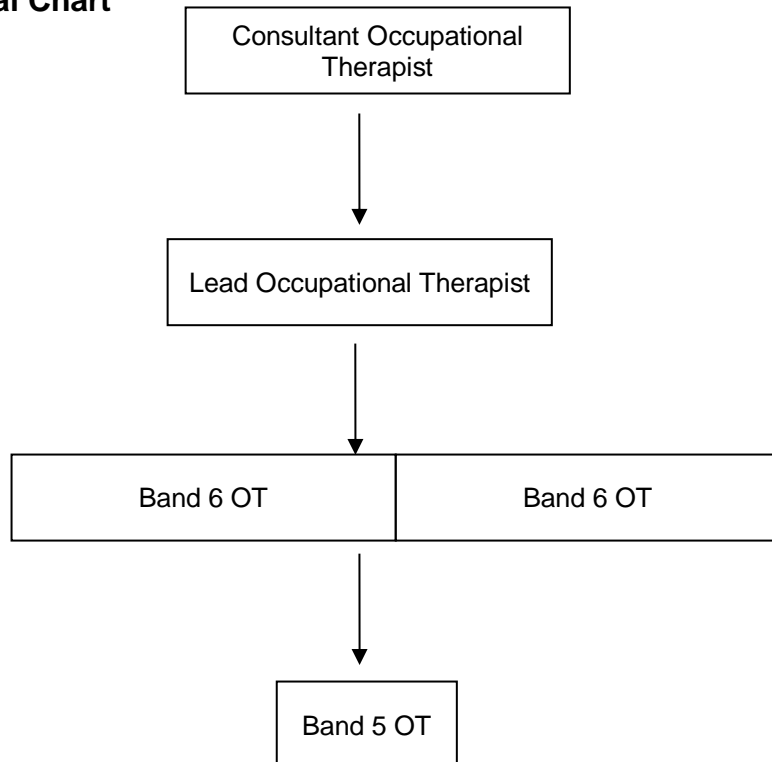 al Chart
Consultant Occupational
Therapist
Lead Occupational Therapist
Band 6 OT
Band 6 OT
Band 5 OT